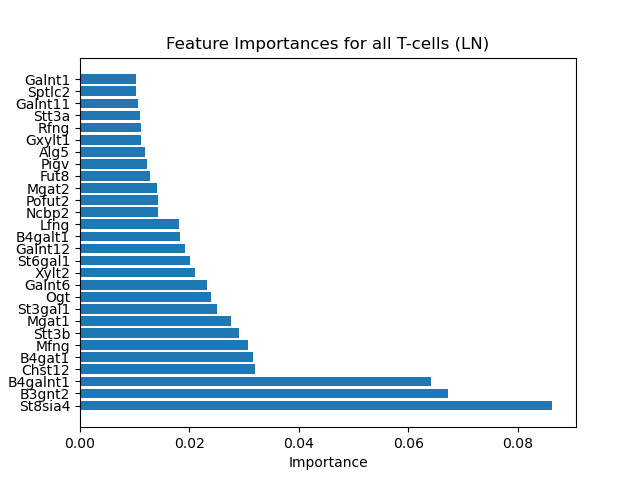 Feature Importances for all T-cells (LN)
Galnt1
Sptlc2
Galnt11
Stt3a
Rfng
Gxylt1
Alg5
Pigv
Fut8
Mgat2
Pofut2
Ncbp2
Lfng
B4galt1
Galnt12
St6gal1
Xylt2
Galnt6
Ogt
St3gal1
Mgat1
Stt3b
Mfng
B4gat1
Chst12
B4galnt1
B3gnt2
St8sia4
0.00 0.02 0.04 0.06 0.08
Importance